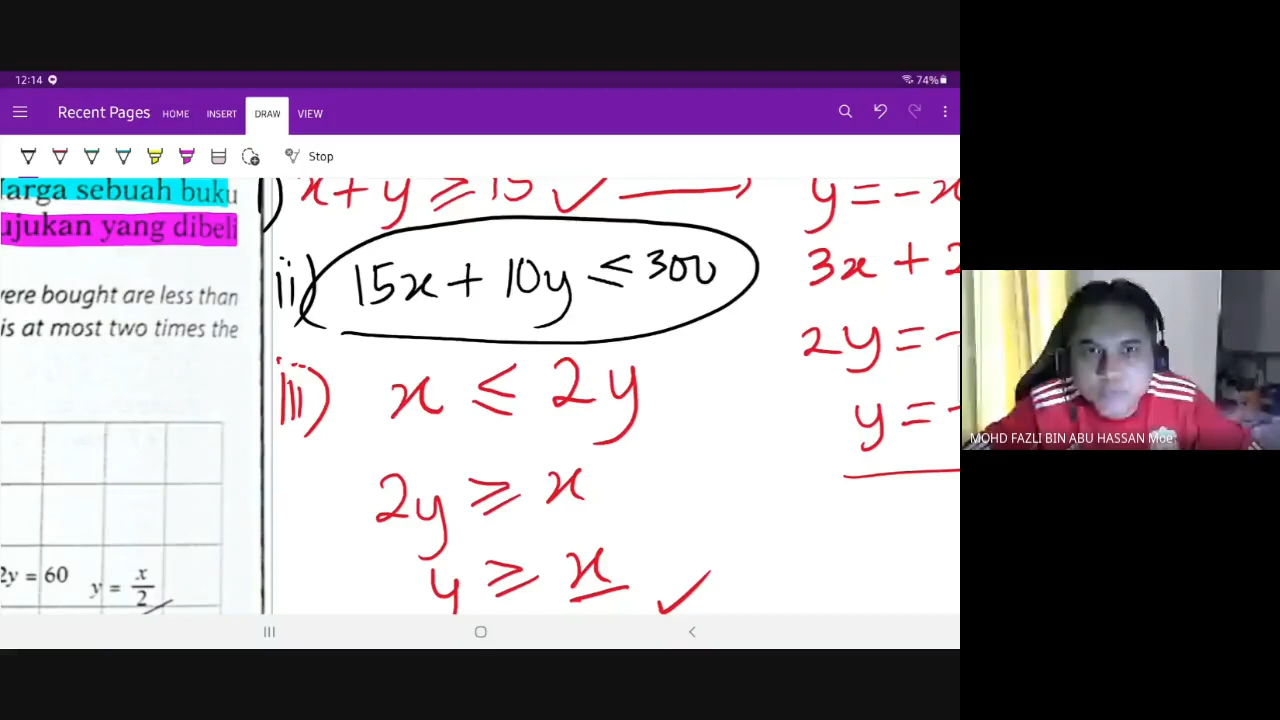 12:14
74%
Recent Pages HOME INSERT DRAW VIEW
Stop
arga sebuah buku
ujukan yang dibeli
vere bought are less than
is at most two times the
2y = 60 y = x/2
i) x + y ≥ 15 ✓ → y = -x
ii) 15x + 10y ≤ 300
3x + 2
2y = -
y = -
iii) x ≤ 2y
2y ≥ x
y ≥ x ✓
MOHD FAZLI BIN ABU HASSAN Moe